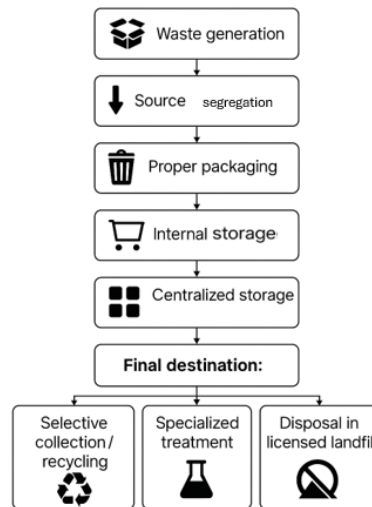 Waste generation
Source segregation
Proper packaging
Internal storage
Centralized storage
Final destination:
Selective
collection/
recycling
Specialized
treatment
Disposal in
licensed landfil